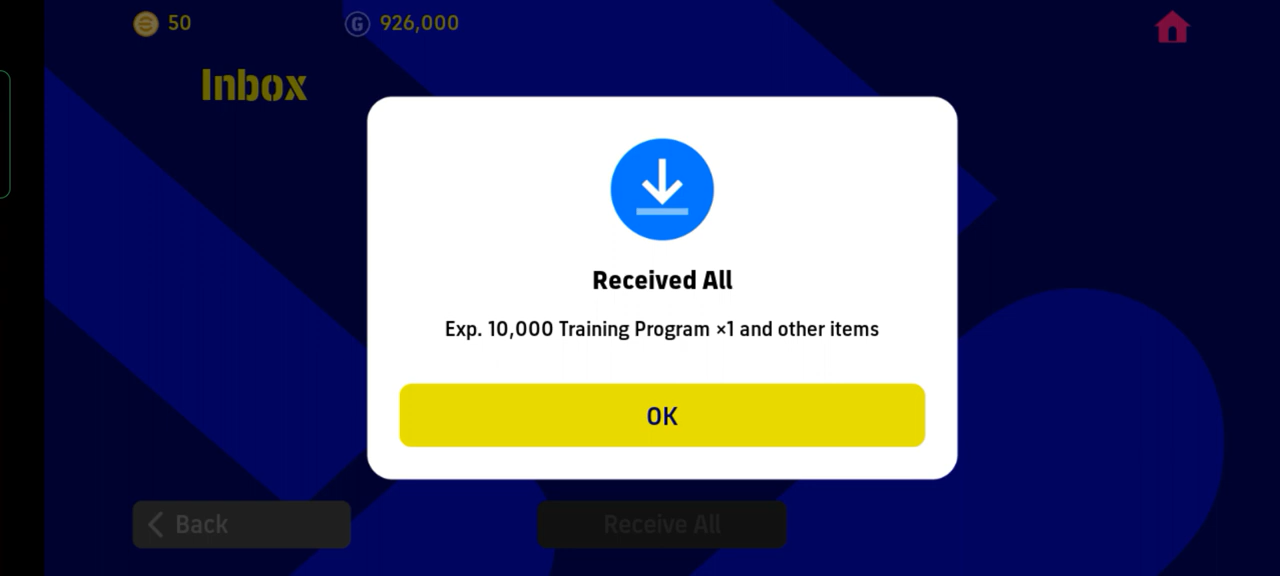 50
G 926,000
Inbox
Received All
Exp. 10,000 Training Program ×1 and other items
OK
Back
Receive All